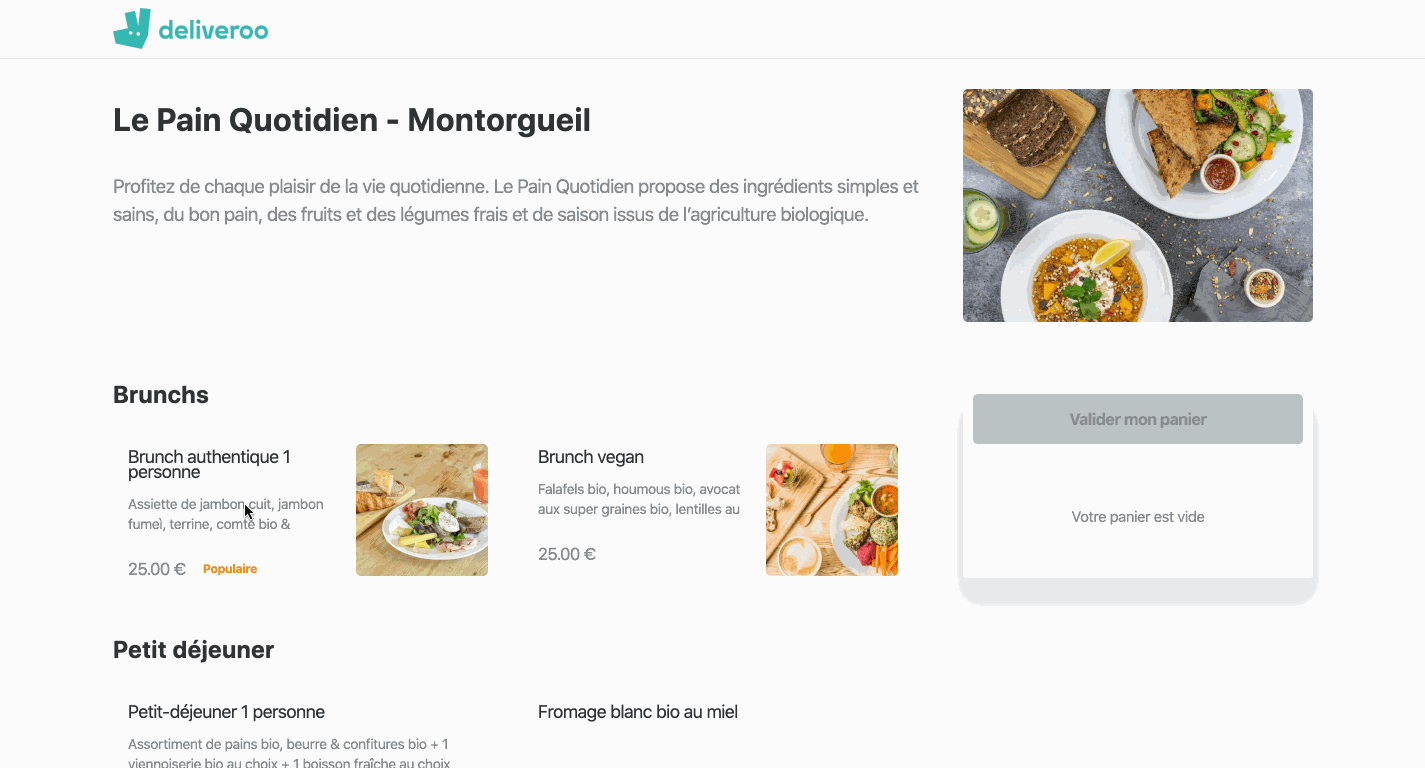 deliveroo
Le Pain Quotidien - Montorgueil
Profitez de chaque plaisir de la vie quotidienne. Le Pain Quotidien propose des ingrédients simples et
sains, du bon pain, des fruits et des légumes frais et de saison issus de l’agriculture biologique.
Brunchs
Brunch authentique 1
personne
Assiette de jambon cuit, jambon
fumé, terrine, comté bio &
25.00 €
Populaire
Brunch vegan
Falafels bio, houmous bio, avocat
aux super graines bio, lentilles au
25.00 €
Valider mon panier
Votre panier est vide
Petit déjeuner
Petit-déjeuner 1 personne
Assortiment de pains bio, beurre & confitures bio + 1
viennoiserie bio au choix + 1 boisson fraîche au choix
Fromage blanc bio au miel